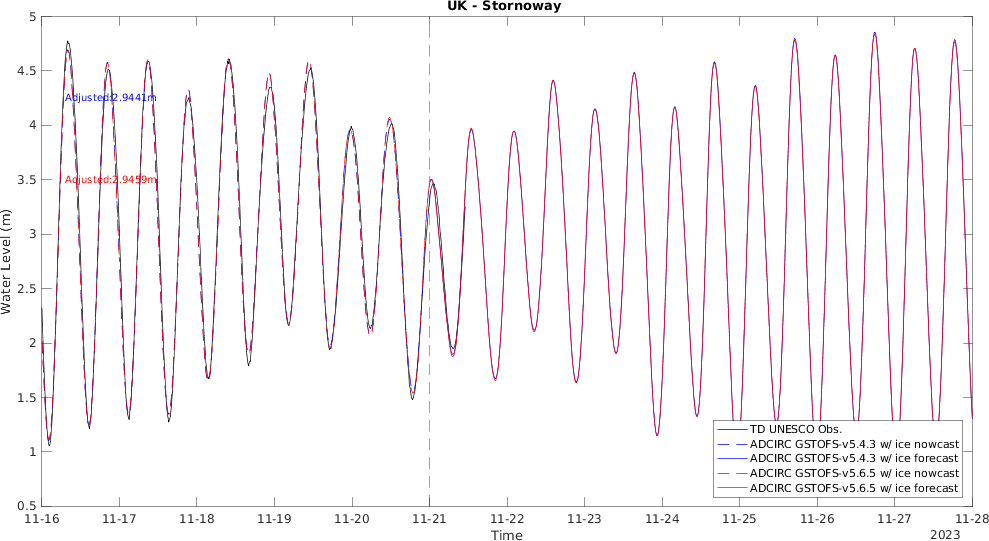 UK - Stornoway
5
4.5
4
3.5
3
2.5
2
1.5
1
0.5
Water Level (m)
Adjusted:2.9441m
Adjusted:2.9459m
TD UNESCO Obs.
ADCIRC GSTOFS-v5.4.3 w/ ice nowcast
ADCIRC GSTOFS-v5.4.3 w/ ice forecast
ADCIRC GSTOFS-v5.6.5 w/ ice nowcast
ADCIRC GSTOFS-v5.6.5 w/ ice forecast
11-16 11-17 11-18 11-19 11-20 11-21 11-22 11-23 11-24 11-25 11-26 11-27 11-28
Time
2023